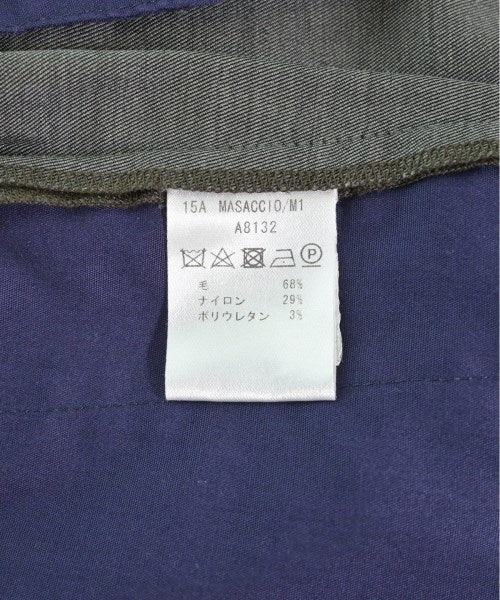 15A MASACCIO/M1
A8132
P
毛 68%
ナイロン 29%
ポリウレタン 3%